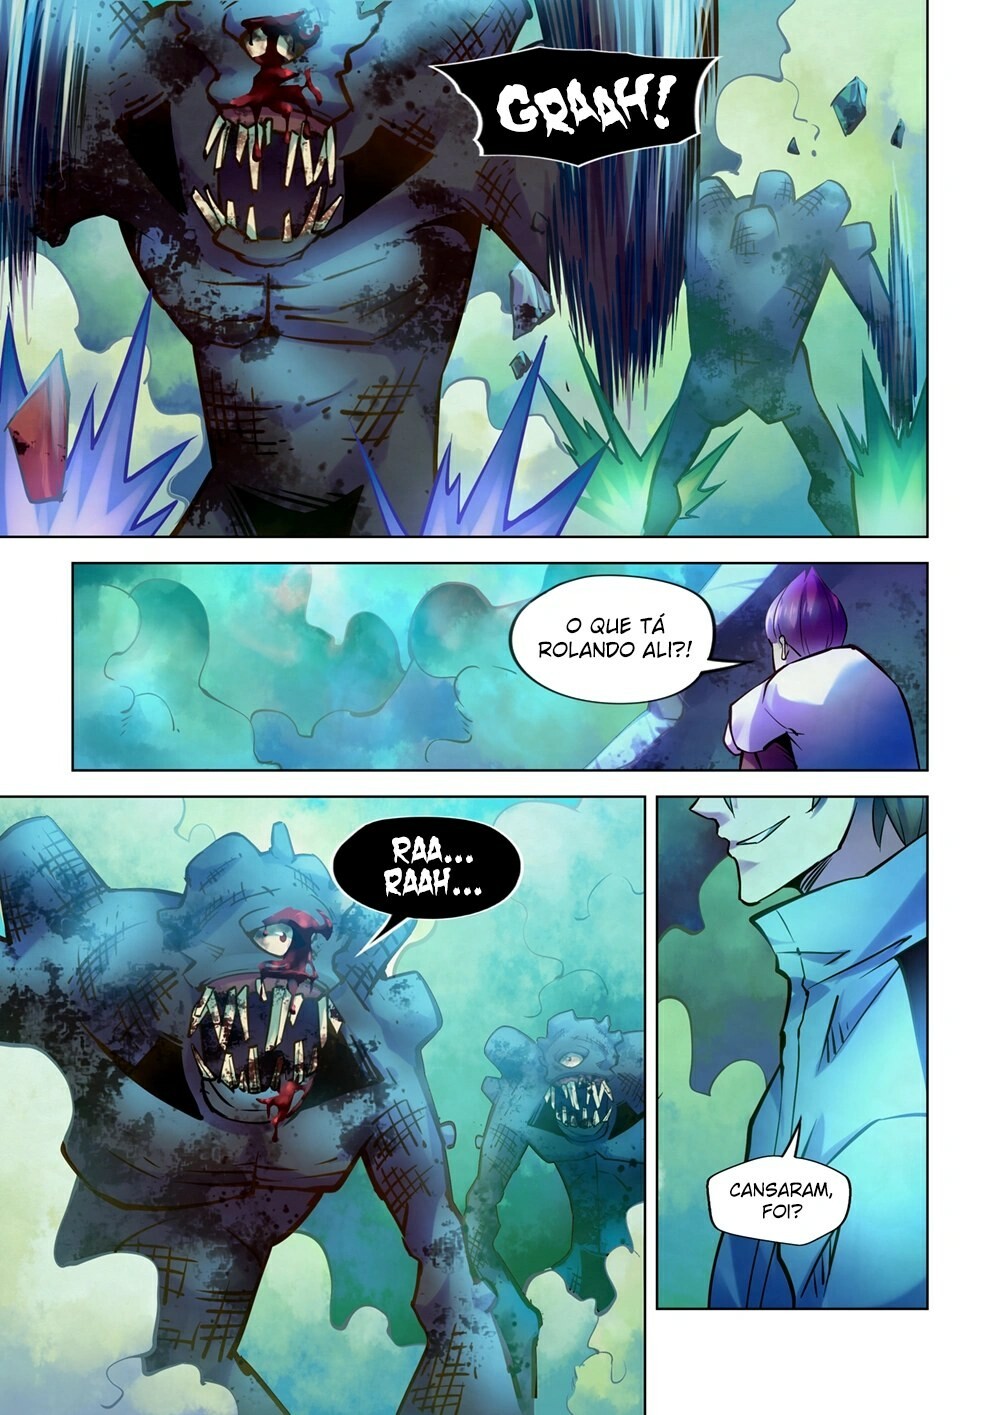 GRAAH!
O QUE TÁ
ROLANDO ALI?!
RAA...
RAAH...
CANSARAM,
FOI?